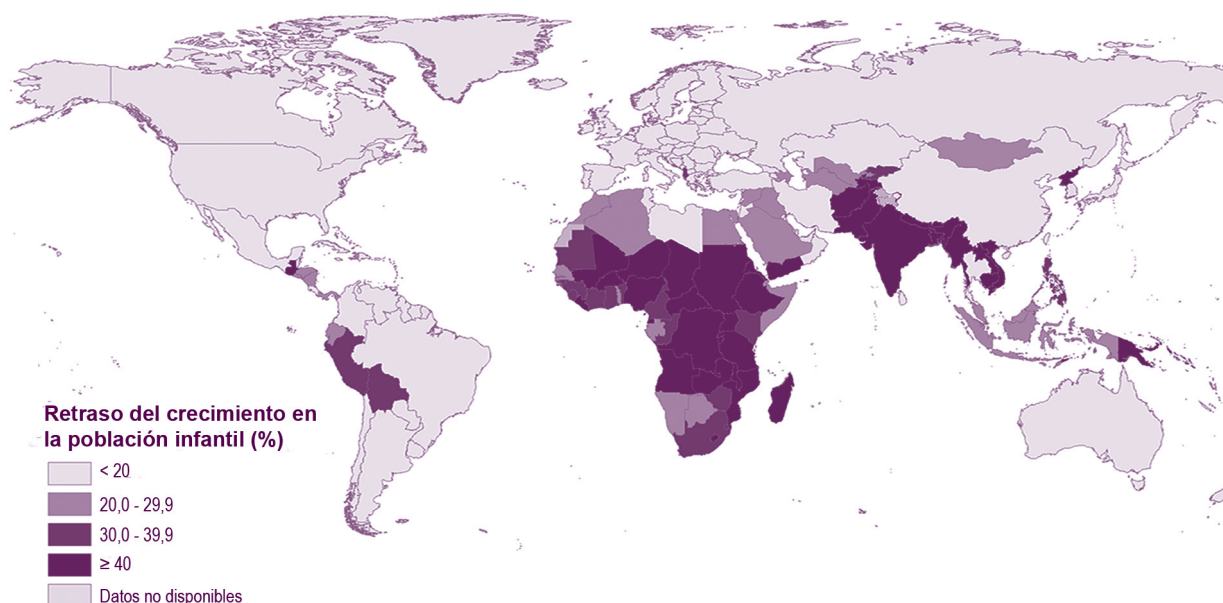 Retraso del crecimiento en
la población infantil (%)
< 20
20,0 - 29,9
30,0 - 39,9
≥ 40
Datos no disponibles